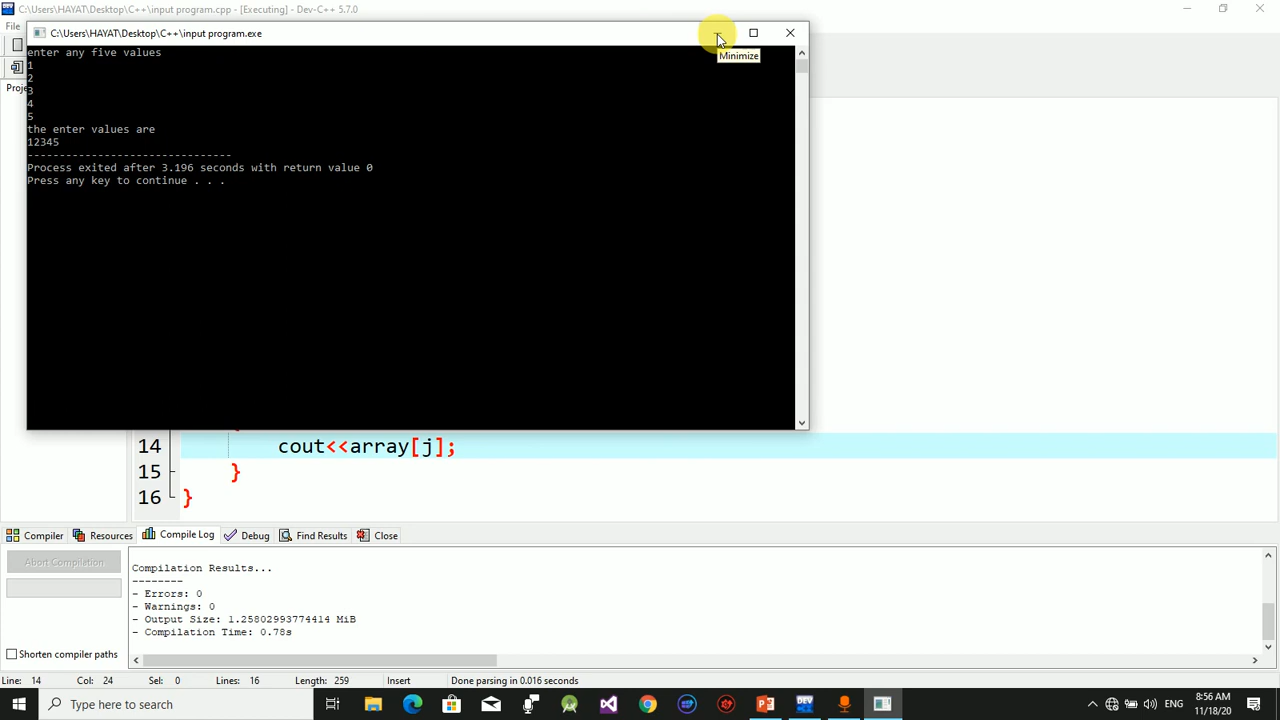 C:\Users\HAYAT\Desktop\C++\input program.cpp - [Executing] - Dev-C++ 5.7.0
File
C:\Users\HAYAT\Desktop\C++\input program.exe
Minimize
Proje
enter any five values
1
2
3
4
5
the enter values are
12345
--------------------------------
Process exited after 3.196 seconds with return value 0
Press any key to continue . . .
14 cout<<array[j];
15 }
16 }
Compiler Resources Compile Log Debug Find Results Close
Abort Compilation
Shorten compiler paths
Compilation Results...
--------
- Errors: 0
- Warnings: 0
- Output Size: 1.25802993774414 MiB
- Compilation Time: 0.78s
Line: 14 Col: 24 Sel: 0 Lines: 16 Length: 259 Insert Done parsing in 0.016 seconds
Type here to search
DEV
ENG
8:56 AM
11/18/20